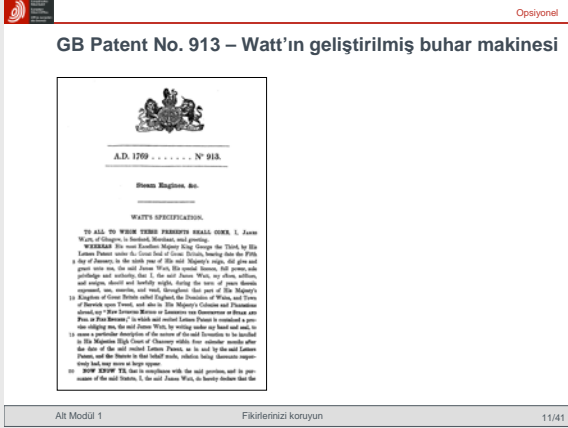 Opsiyonel
GB Patent No. 913 – Watt’ın geliştirilmiş buhar makinesi
A.D. 1769 . . . . . . . N° 913.
Steam Engines, &c.
WATT'S SPECIFICATION.
TO ALL TO WHOM THESE PRESENTS SHALL COME, I, JAMES
WATT, of Glasgow, in Scotland, Merchant, send greeting.
WHEREAS His most Excellent Majesty King George the Third, by His
Letters Patent under the Great Seal of Great Britain, bearing date the Fifth
5 day of January, in the ninth year of His said Majesty's reign, did give and
grant unto me, the said James Watt, His special licence, full power, sole
priviledge and authority, that I, the said James Watt, my exors, admors,
and assigns, should and lawfully might, during the term of years therein
expressed, use, exercise, and vend, throughout that part of His Majesty's
10 Kingdom of Great Britain called England, the Dominion of Wales, and Town
of Berwick upon Tweed, and also in His Majesty's Colonies and Plantations
abroad, my "NEW INVENTED METHOD OF LESSENING THE CONSUMPTION OF STEAM AND
FUEL IN FIRE ENGINES;" in which said recited Letters Patent is contained a pro-
viso obliging me, the said James Watt, by writing under my hand and seal, to
15 cause a particular description of the nature of the said Invention to be inrolled
in His Majesties High Court of Chancery within four calendar months after
the date of the said recited Letters Patent, as in and by the said Letters
Patent, and the Statute in that behalf made, relation being thereunto respec-
tively had, may more at large appear.
20 NOW KNOW YE, that in compliance with the said proviso, and in pur-
suance of the said Statute, I, the said James Watt, do hereby declare that the
Alt Modül 1
Fikirlerinizi koruyun
11/41